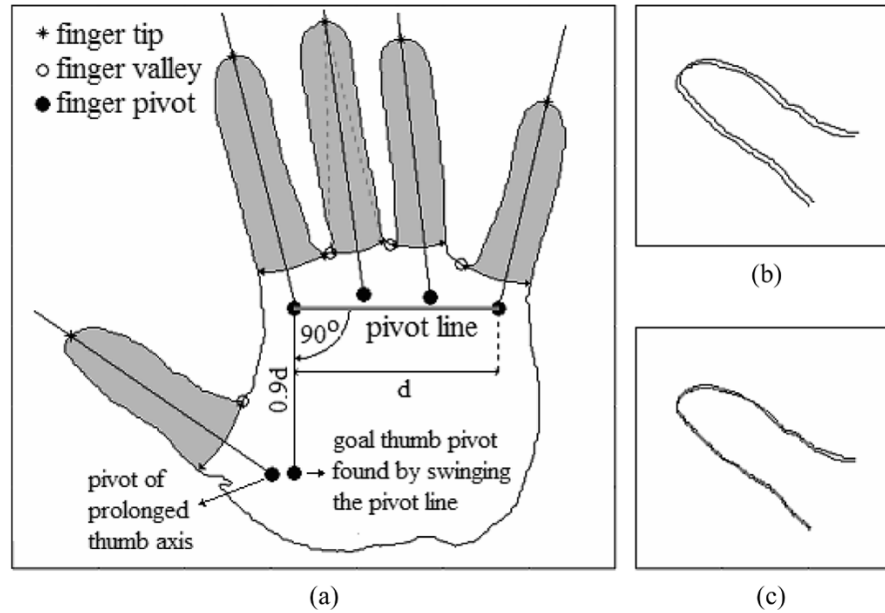 finger tip
finger valley
finger pivot
90°
pivot line
0.9d
d
goal thumb pivot
found by swinging
the pivot line
pivot of
prolonged
thumb axis
(a)
(b)
(c)